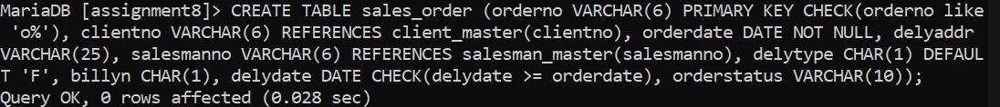 MariaDB [assignment8]> CREATE TABLE sales_order (orderno VARCHAR(6) PRIMARY KEY CHECK(orderno like
 'o%'), clientno VARCHAR(6) REFERENCES client_master(clientno), orderdate DATE NOT NULL, delyaddr
VARCHAR(25), salesmanno VARCHAR(6) REFERENCES salesman_master(salesmanno), delytype CHAR(1) DEFAUL
T 'F', billyn CHAR(1), delydate DATE CHECK(delydate >= orderdate), orderstatus VARCHAR(10));
Query OK, 0 rows affected (0.028 sec)